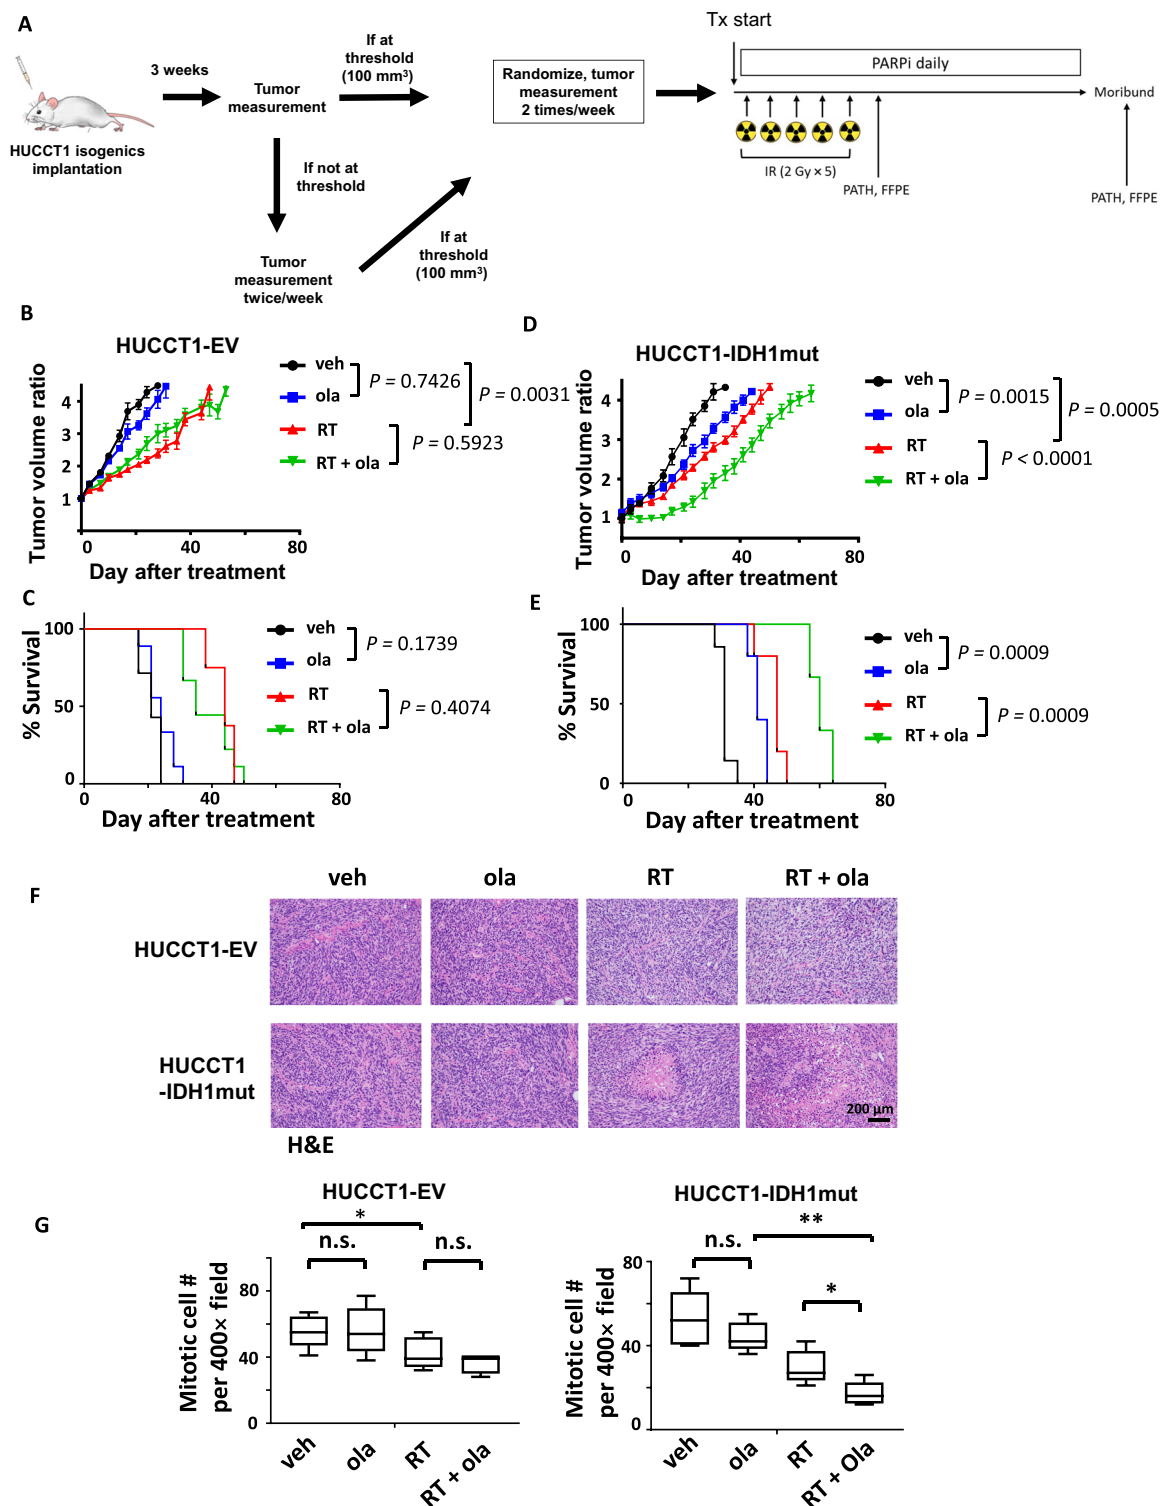 A
Tx start
3 weeks
If at
threshold
(100 mm³)
Tumor
measurement
Randomize, tumor
measurement
2 times/week
PARPi daily
Moribund
HUCCT1 isogenics
implantation
If not at
threshold
IR (2 Gy × 5)
PATH, FFPE
PATH, FFPE
If at
threshold
(100 mm³)
Tumor
measurement
twice/week
B
HUCCT1-EV
Tumor volume ratio
4
3
2
1
0
40
80
Day after treatment
veh
ola
RT
RT + ola
P = 0.7426
P = 0.0031
P = 0.5923
D
HUCCT1-IDH1mut
Tumor volume ratio
4
3
2
1
0
40
80
Day after treatment
veh
ola
RT
RT + ola
P = 0.0015
P = 0.0005
P < 0.0001
C
% Survival
100
50
0
0
40
80
Day after treatment
veh
ola
RT
RT + ola
P = 0.1739
P = 0.4074
E
% Survival
100
50
0
0
40
80
Day after treatment
veh
ola
RT
RT + ola
P = 0.0009
P = 0.0009
F
veh
ola
RT
RT + ola
HUCCT1-EV
HUCCT1
-IDH1mut
200 µm
H&E
G
HUCCT1-EV
Mitotic cell #
per 400× field
80
40
0
*
n.s.
n.s.
veh
ola
RT
RT + ola
HUCCT1-IDH1mut
Mitotic cell #
per 400× field
80
40
0
n.s.
**
*
veh
ola
RT
RT + Ola